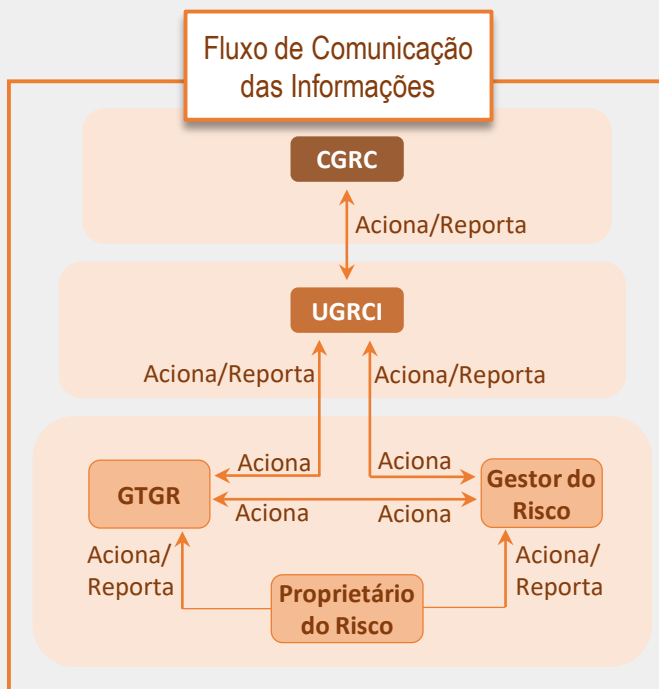 Fluxo de Comunicação
das Informações
CGRC
Aciona/Reporta
UGRCI
Aciona/Reporta
Aciona/Reporta
Aciona
Aciona
GTGR
Gestor do
Risco
Aciona
Aciona
Aciona/
Reporta
Aciona/
Reporta
Proprietário
do Risco